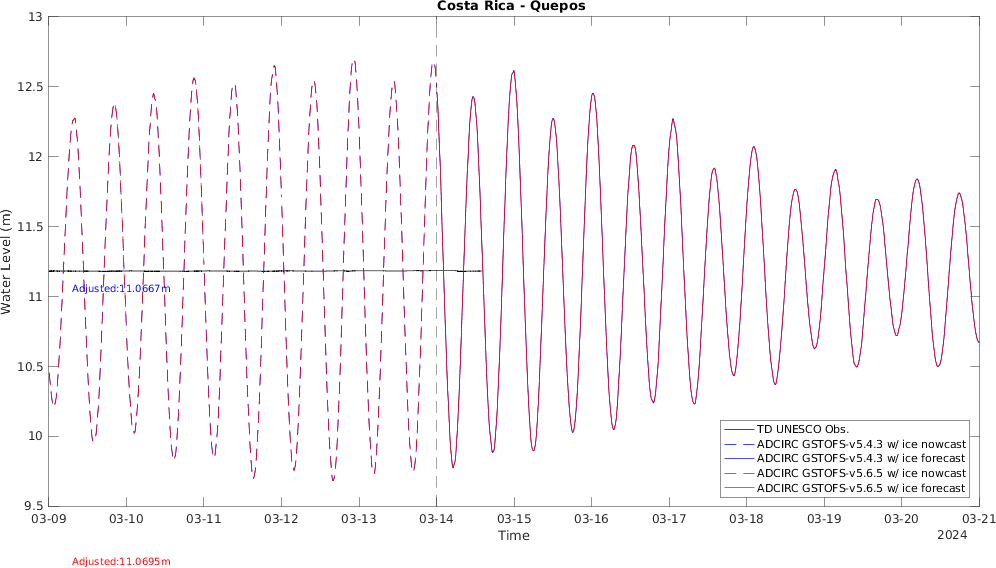 Costa Rica - Quepos
13
12.5
12
11.5
11
10.5
10
9.5
Water Level (m)
Adjusted:11.0667m
TD UNESCO Obs.
ADCIRC GSTOFS-v5.4.3 w/ ice nowcast
ADCIRC GSTOFS-v5.4.3 w/ ice forecast
ADCIRC GSTOFS-v5.6.5 w/ ice nowcast
ADCIRC GSTOFS-v5.6.5 w/ ice forecast
03-09 03-10 03-11 03-12 03-13 03-14 03-15 03-16 03-17 03-18 03-19 03-20 03-21
Time
2024
Adjusted:11.0695m